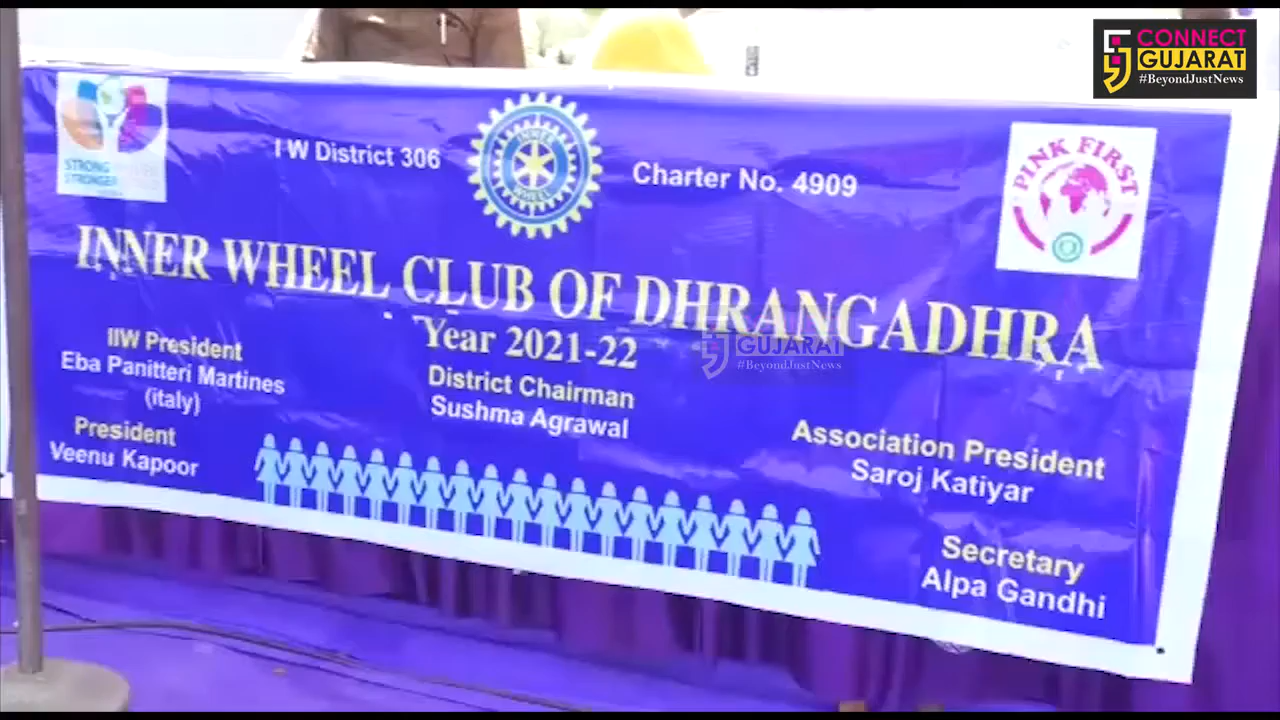 CONNECT
GUJARAT
#BeyondJustNews
STRONG
STRONGER
I W District 306
INNER
WHEEL
Charter No. 4909
PINK FIRST
INNER WHEEL CLUB OF DHRANGADHRA
Year 2021-22
GUJARAT
#BeyondJustNews
IIW President
Eba Panitteri Martines
(italy)
District Chairman
Sushma Agrawal
Association President
Saroj Katiyar
President
Veenu Kapoor
Secretary
Alpa Gandhi